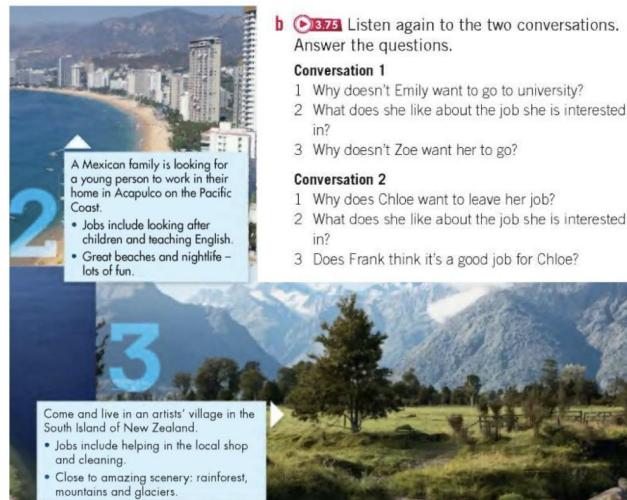 b 3.75 Listen again to the two conversations.
Answer the questions.
Conversation 1
1 Why doesn't Emily want to go to university?
2 What does she like about the job she is interested
in?
3 Why doesn't Zoe want her to go?
Conversation 2
1 Why does Chloe want to leave her job?
2 What does she like about the job she is interested
in?
3 Does Frank think it's a good job for Chloe?
2
A Mexican family is looking for
a young person to work in their
home in Acapulco on the Pacific
Coast.
• Jobs include looking after
children and teaching English.
• Great beaches and nightlife –
lots of fun.
3
Come and live in an artists' village in the
South Island of New Zealand.
• Jobs include helping in the local shop
and cleaning.
• Close to amazing scenery: rainforest,
mountains and glaciers.